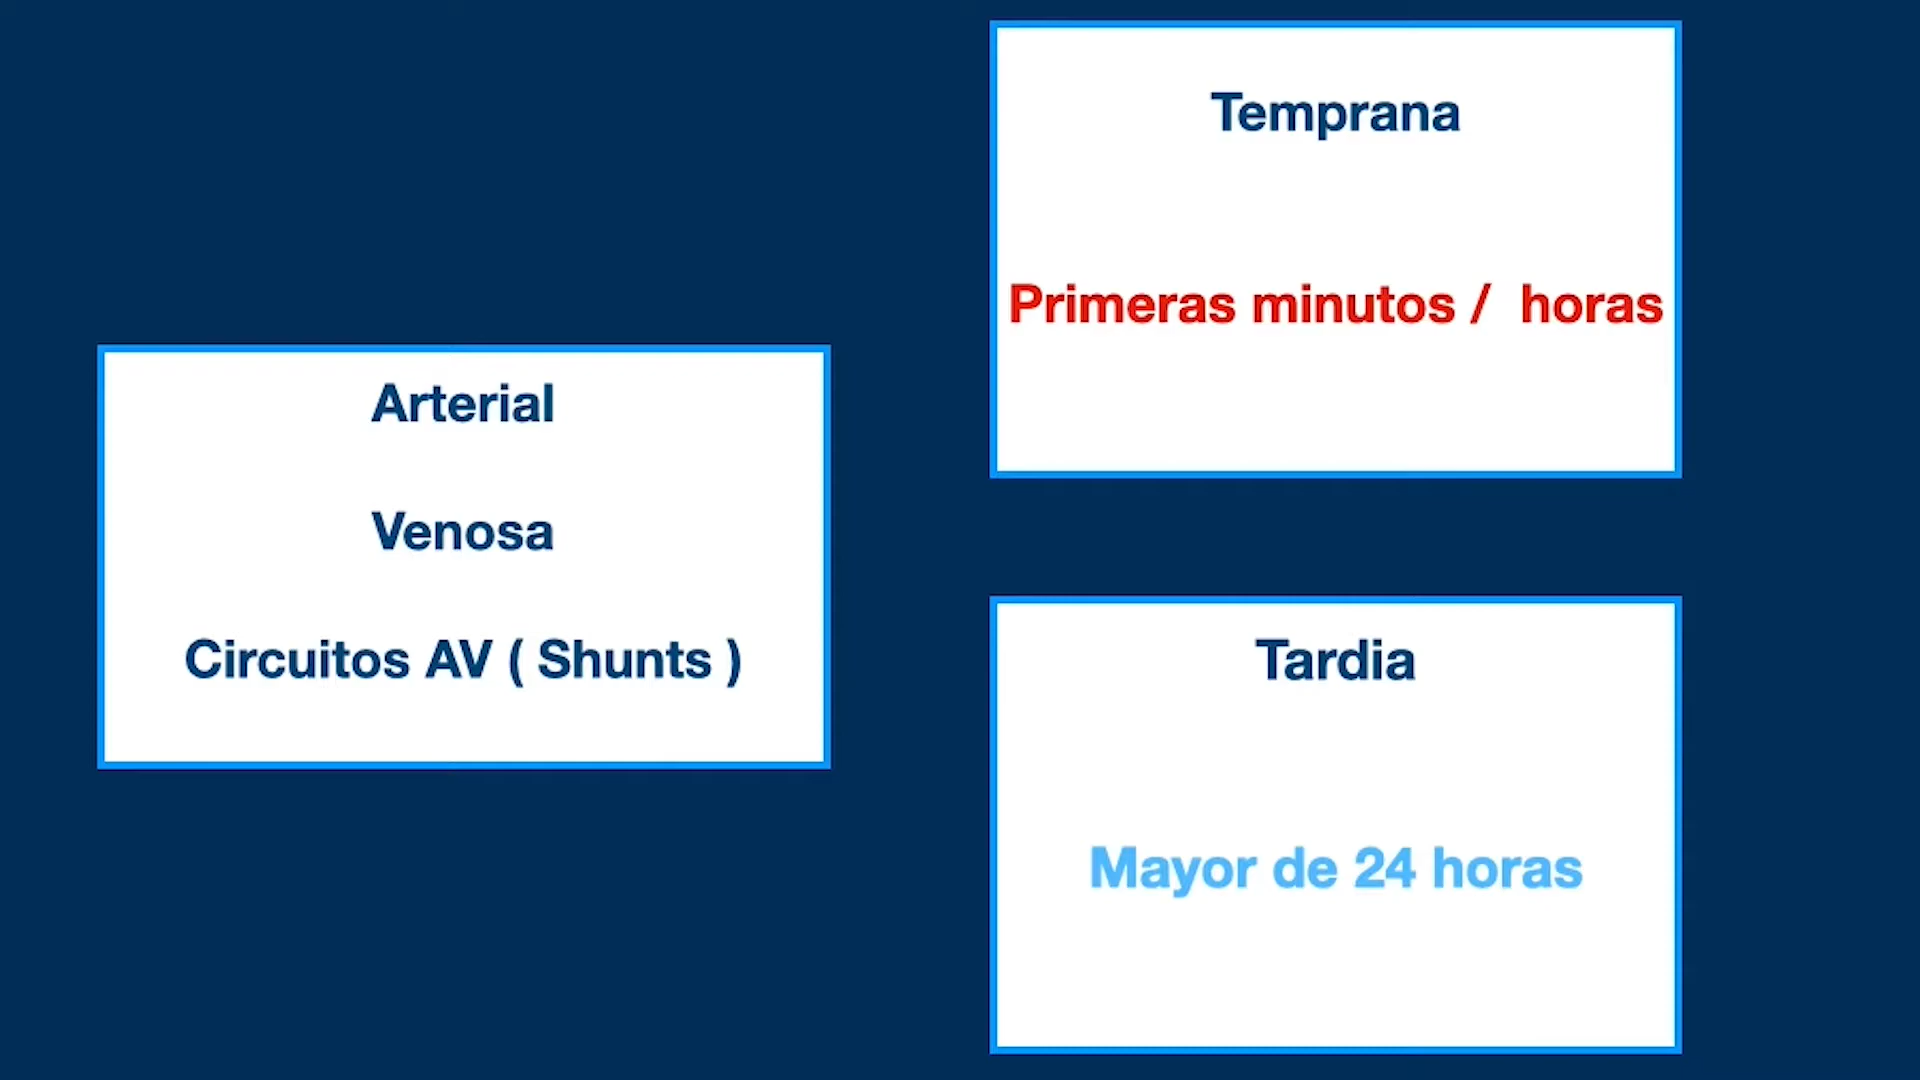 Arterial
Venosa
Circuitos AV ( Shunts )
Temprana
Primeras minutos / horas
Tardia
Mayor de 24 horas